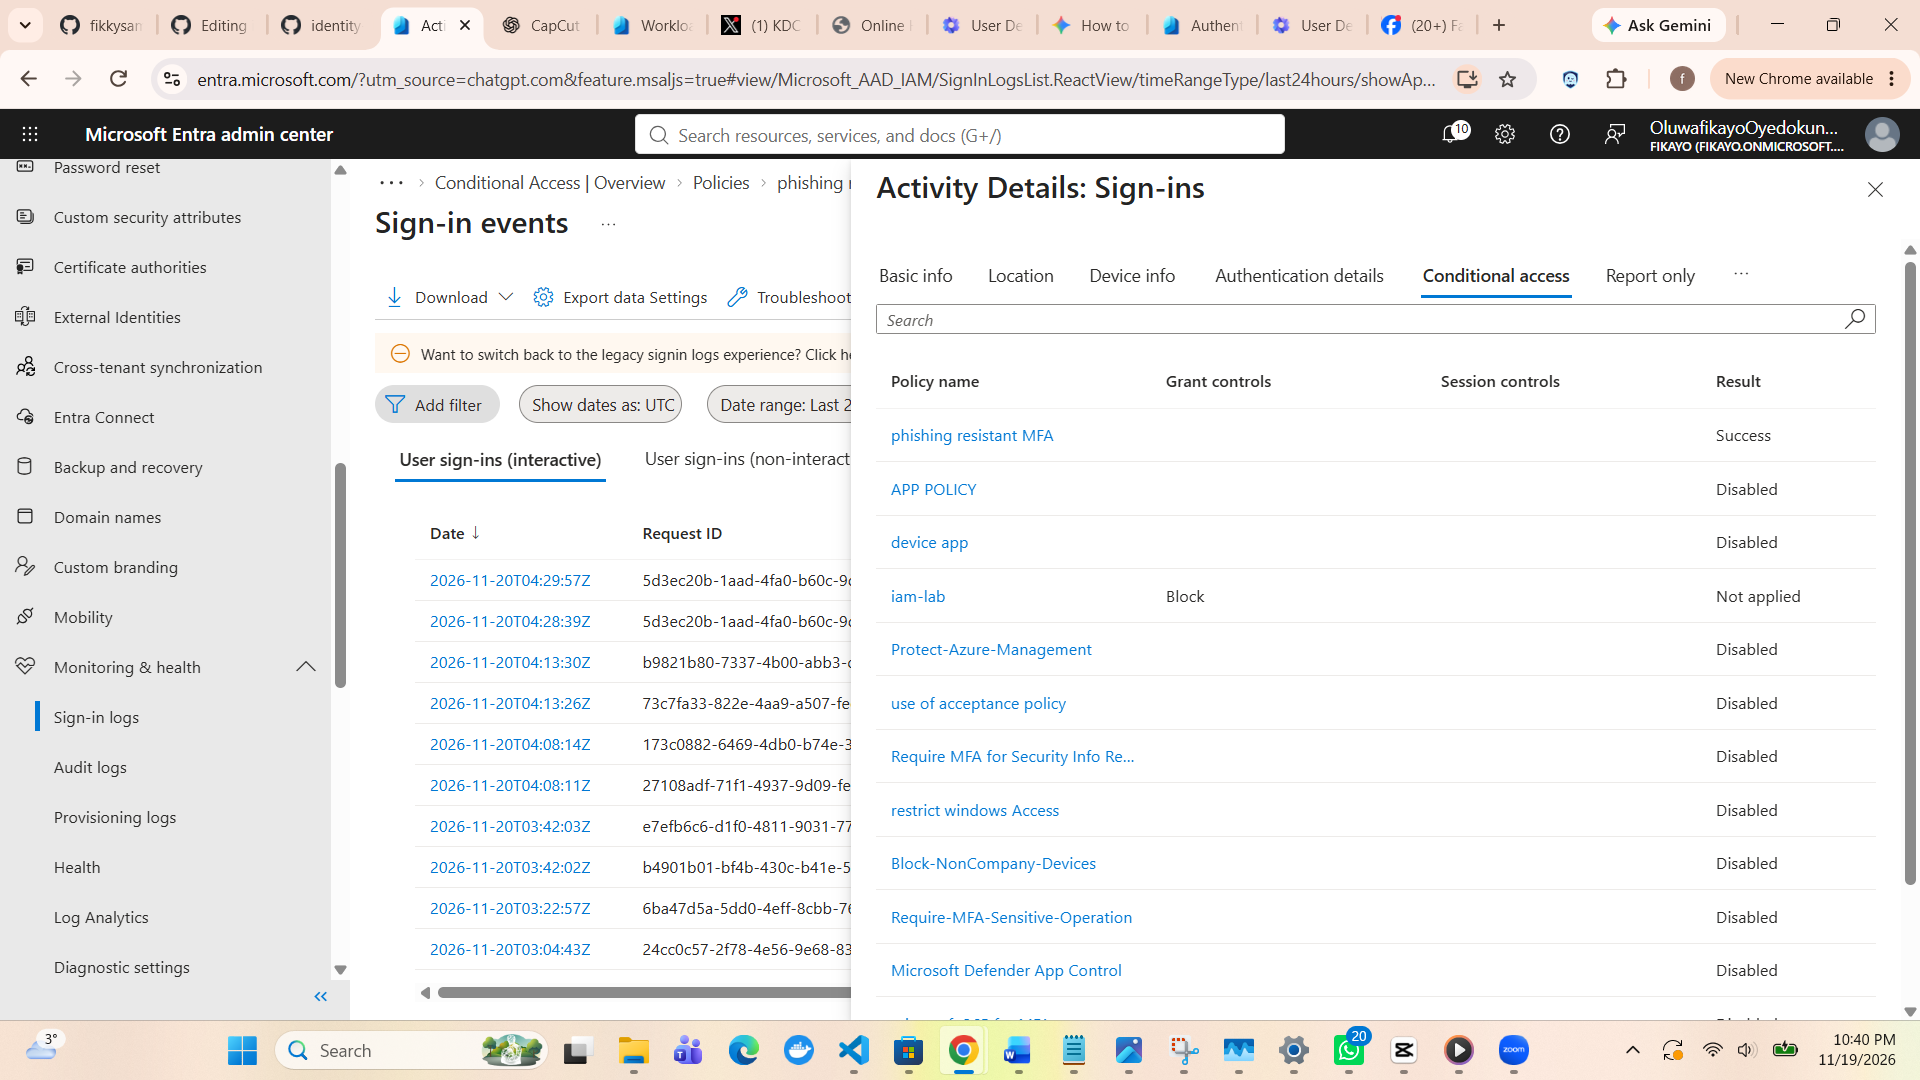 fikkysan
Editing
identity
Acti
CapCut
Worklo
(1) KDC
Online
User De
How to
Authent
User De
(20+) Fa
Ask Gemini
entra.microsoft.com/?utm_source=chatgpt.com&feature.msaljs=true#view/Microsoft_AAD_IAM/SignInLogsList.ReactView/timeRangeType/last24hours/showAp...
f
New Chrome available
Microsoft Entra admin center
Search resources, services, and docs (G+/)
10
OluwafikayoOyedokun...
FIKAYO (FIKAYO.ONMICROSOFT....
Password reset
Custom security attributes
Certificate authorities
External Identities
Cross-tenant synchronization
Entra Connect
Backup and recovery
Domain names
Custom branding
Mobility
Monitoring & health
Sign-in logs
Audit logs
Provisioning logs
Health
Log Analytics
Diagnostic settings
... > Conditional Access | Overview > Policies > phishing r
Sign-in events ...
Download
Export data Settings
Troubleshoot
Want to switch back to the legacy signin logs experience? Click he
Add filter
Show dates as: UTC
Date range: Last 2
User sign-ins (interactive)
User sign-ins (non-interact
Date ↓ Request ID
2026-11-20T04:29:57Z 5d3ec20b-1aad-4fa0-b60c-9c
2026-11-20T04:28:39Z 5d3ec20b-1aad-4fa0-b60c-9c
2026-11-20T04:13:30Z b9821b80-7337-4b00-abb3-c
2026-11-20T04:13:26Z 73c7fa33-822e-4aa9-a507-fe
2026-11-20T04:08:14Z 173c0882-6469-4db0-b74e-3
2026-11-20T04:08:11Z 27108adf-71f1-4937-9d09-fe
2026-11-20T03:42:03Z e7efb6c6-d1f0-4811-9031-77
2026-11-20T03:42:02Z b4901b01-bf4b-430c-b41e-5
2026-11-20T03:22:57Z 6ba47d5a-5dd0-4eff-8cbb-76
2026-11-20T03:04:43Z 24cc0c57-2f78-4e56-9e68-83
Activity Details: Sign-ins
Basic info
Location
Device info
Authentication details
Conditional access
Report only
...
Search
Policy name Grant controls Session controls Result
phishing resistant MFA Success
APP POLICY Disabled
device app Disabled
iam-lab Block Not applied
Protect-Azure-Management Disabled
use of acceptance policy Disabled
Require MFA for Security Info Re... Disabled
restrict windows Access Disabled
Block-NonCompany-Devices Disabled
Require-MFA-Sensitive-Operation Disabled
Microsoft Defender App Control Disabled
3°
Search
20
zoom
10:40 PM
11/19/2026